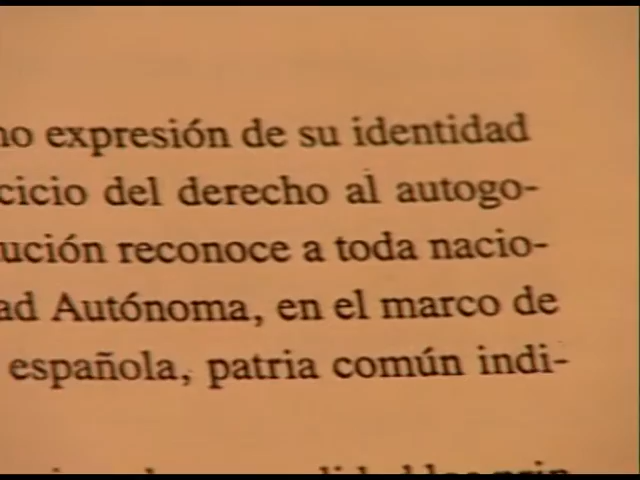 no expresión de su identidad
cicio del derecho al autogo-
ución reconoce a toda nacio-
ad Autónoma, en el marco de
española, patria común indi-